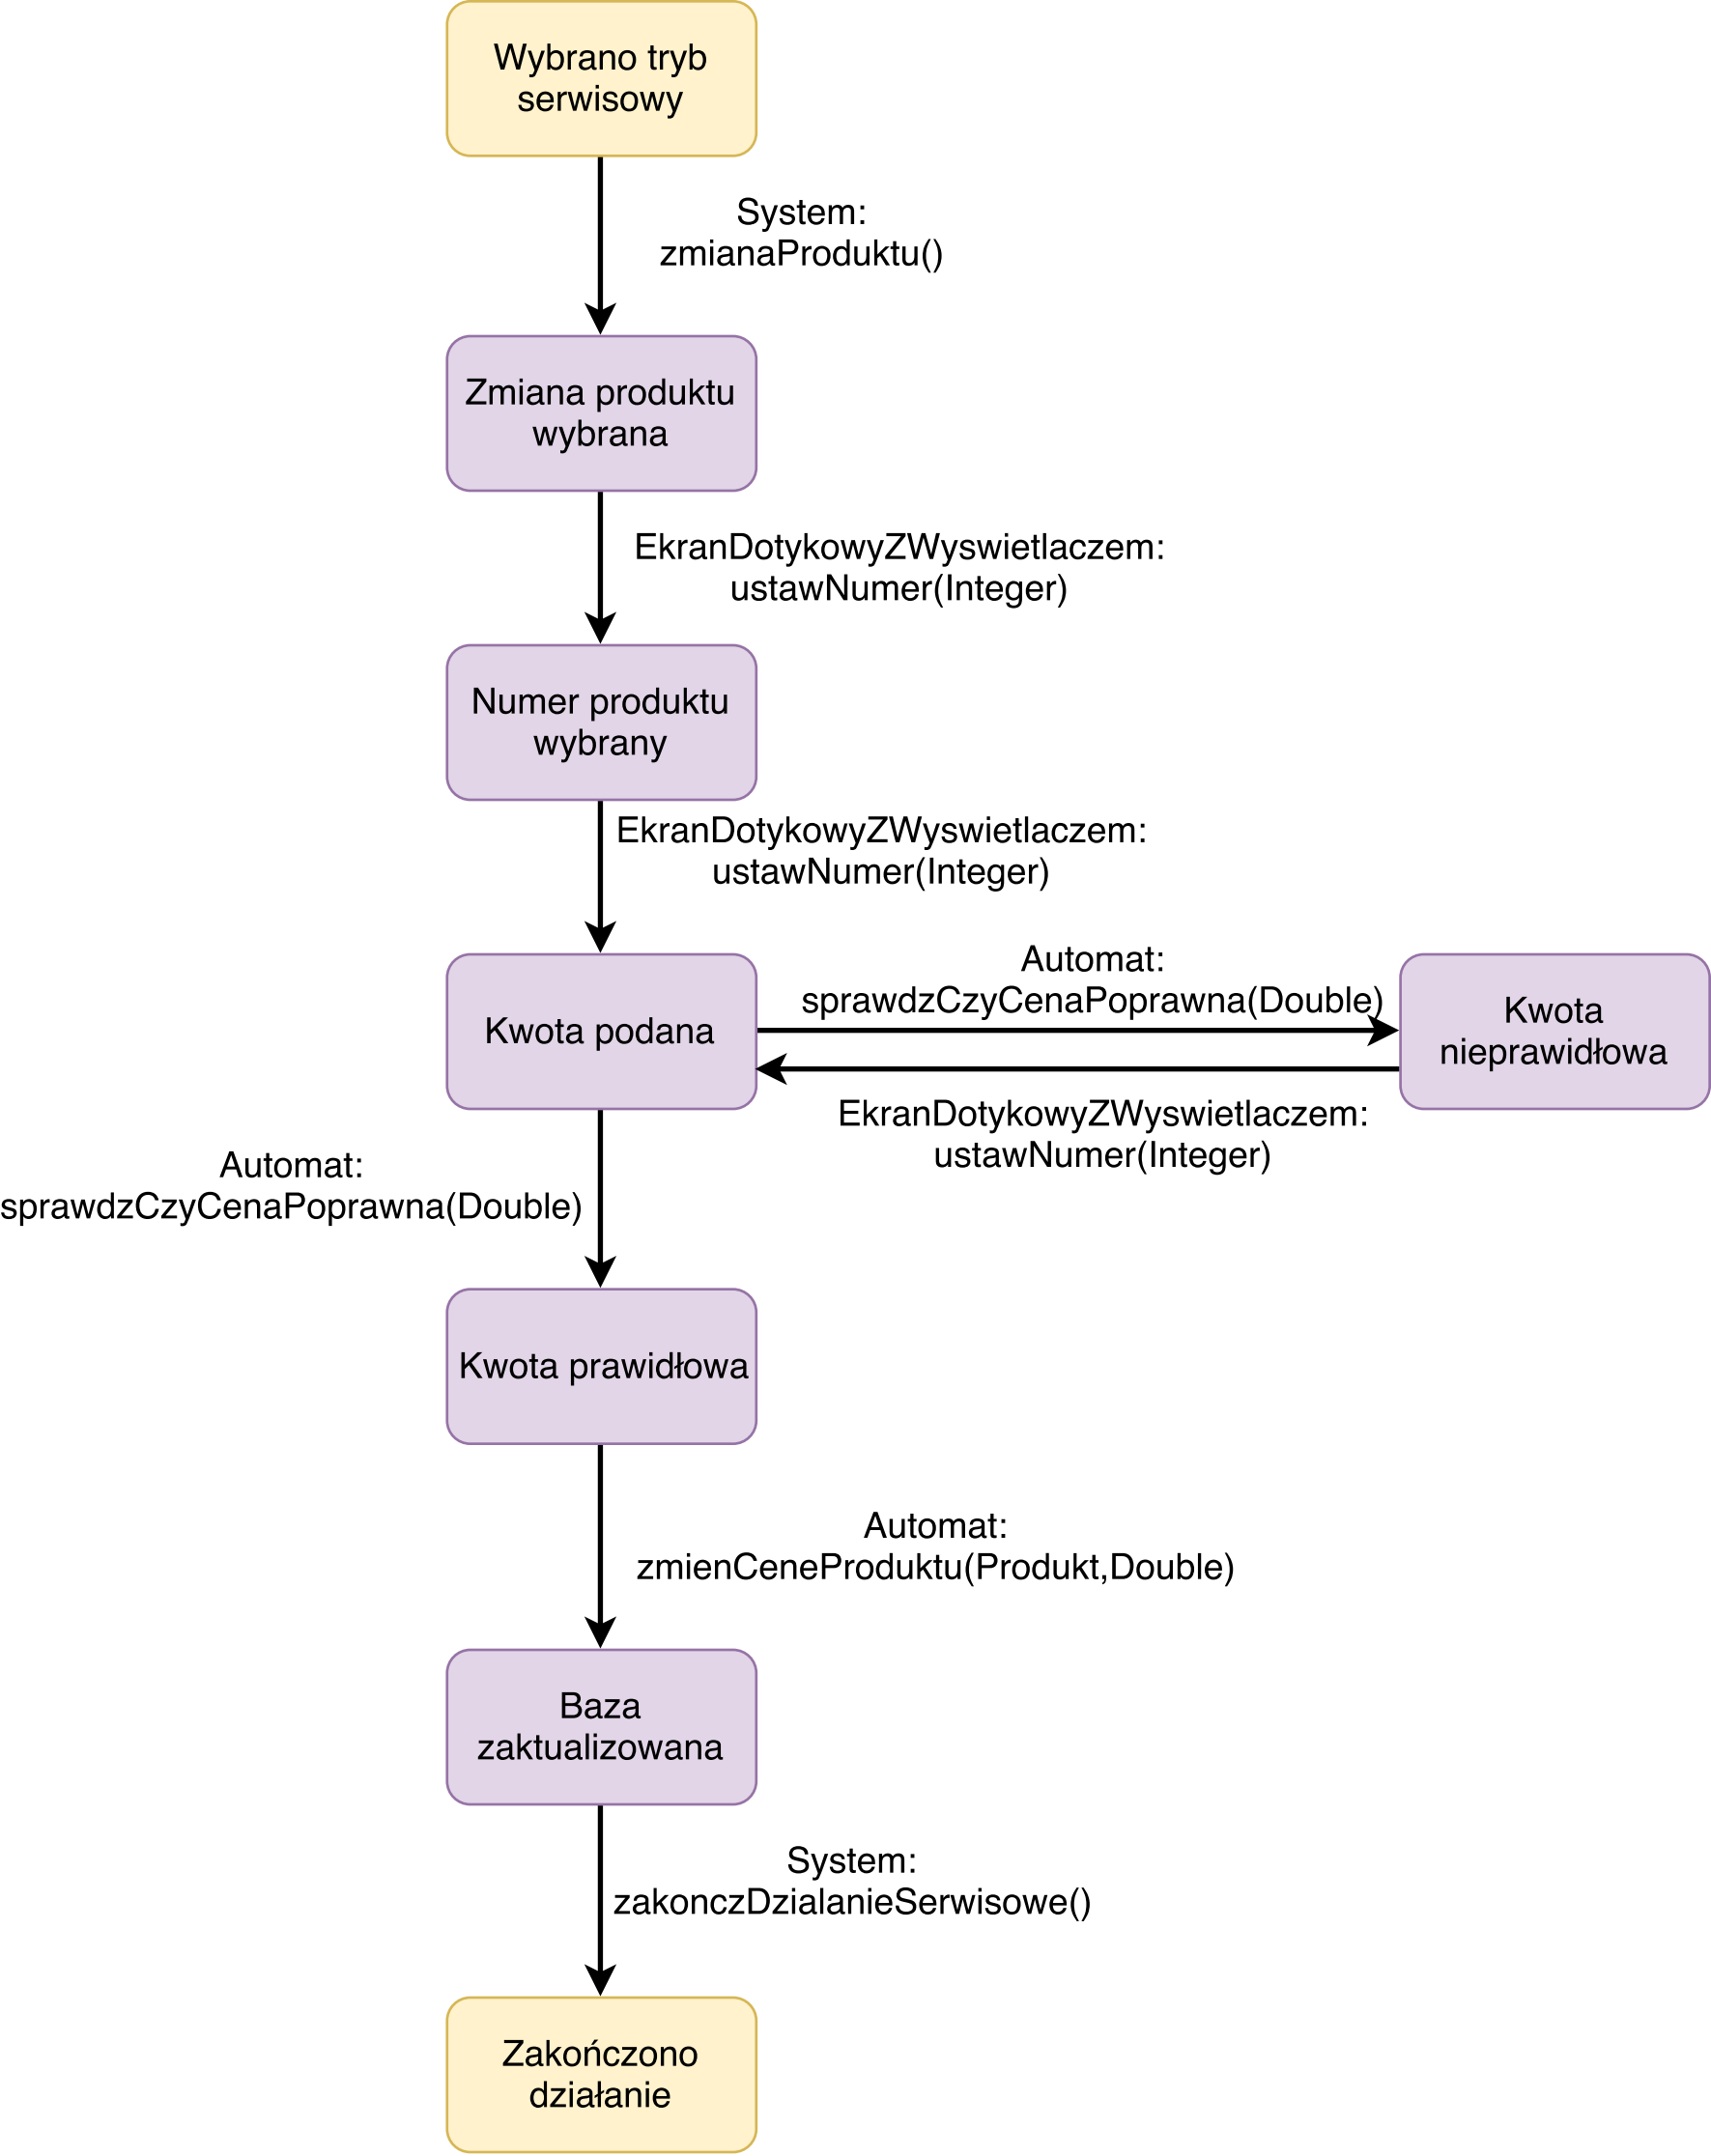 Wybrano tryb
serwisowy
System:
zmianaProduktu()
Zmiana produktu
wybrana
EkranDotykowyZWyswietlaczem:
ustawNumer(Integer)
Numer produktu
wybrany
EkranDotykowyZWyswietlaczem:
ustawNumer(Integer)
Kwota podana
Automat:
sprawdzCzyCenaPoprawna(Double)
Kwota
nieprawidłowa
EkranDotykowyZWyswietlaczem:
ustawNumer(Integer)
Automat:
sprawdzCzyCenaPoprawna(Double)
Kwota prawidłowa
Automat:
zmienCeneProduktu(Produkt,Double)
Baza
zaktualizowana
System:
zakonczDzialanieSerwisowe()
Zakończono
działanie